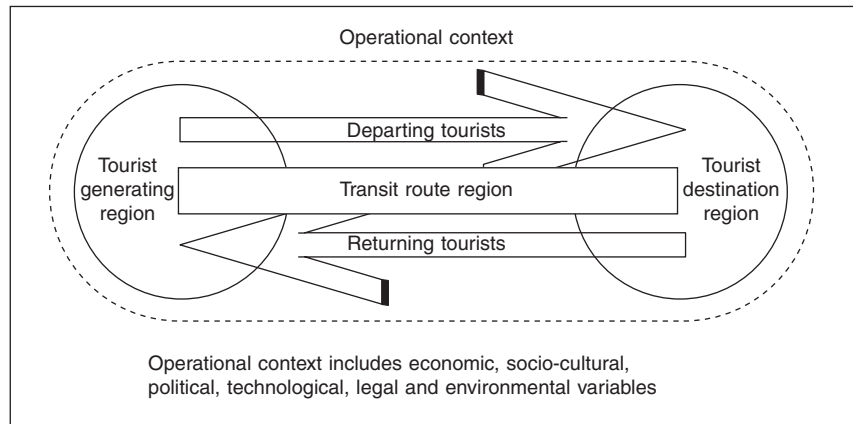 Operational context
Departing tourists
Tourist
generating
region
Transit route region
Tourist
destination
region
Returning tourists
Operational context includes economic, socio-cultural,
political, technological, legal and environmental variables